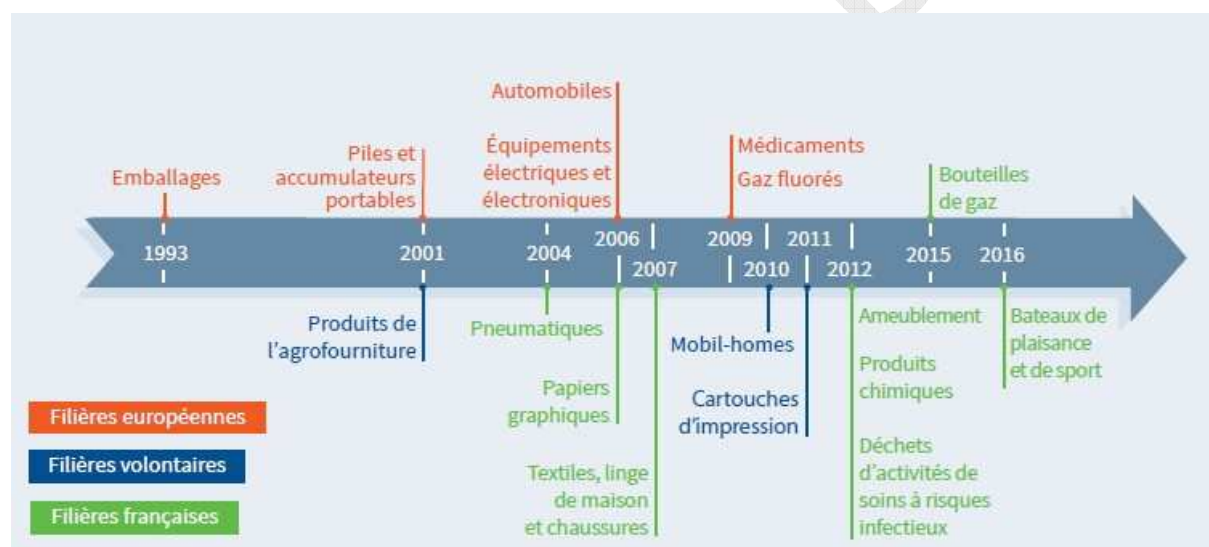 Automobiles
Équipements
électriques et
électroniques
Piles et
accumulateurs
portables
Emballages
Médicaments
Gaz fluorés
Bouteilles
de gaz
1993
2001
2004
2006
2007
2009
2010
2011
2012
2015
2016
Produits de
l'agrofourniture
Pneumatiques
Papiers
graphiques
Textiles, linge
de maison
et chaussures
Mobil-homes
Cartouches
d'impression
Ameublement
Produits
chimiques
Déchets
d'activités de
soins à risques
infectieux
Bateaux de
plaisance
et de sport
Filières européennes
Filières volontaires
Filières françaises